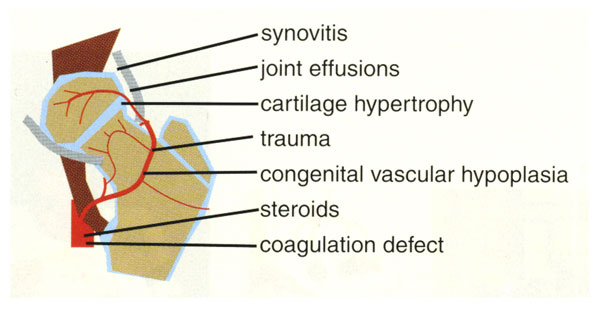 synovitis
joint effusions
cartilage hypertrophy
trauma
congenital vascular hypoplasia
steroids
coagulation defect